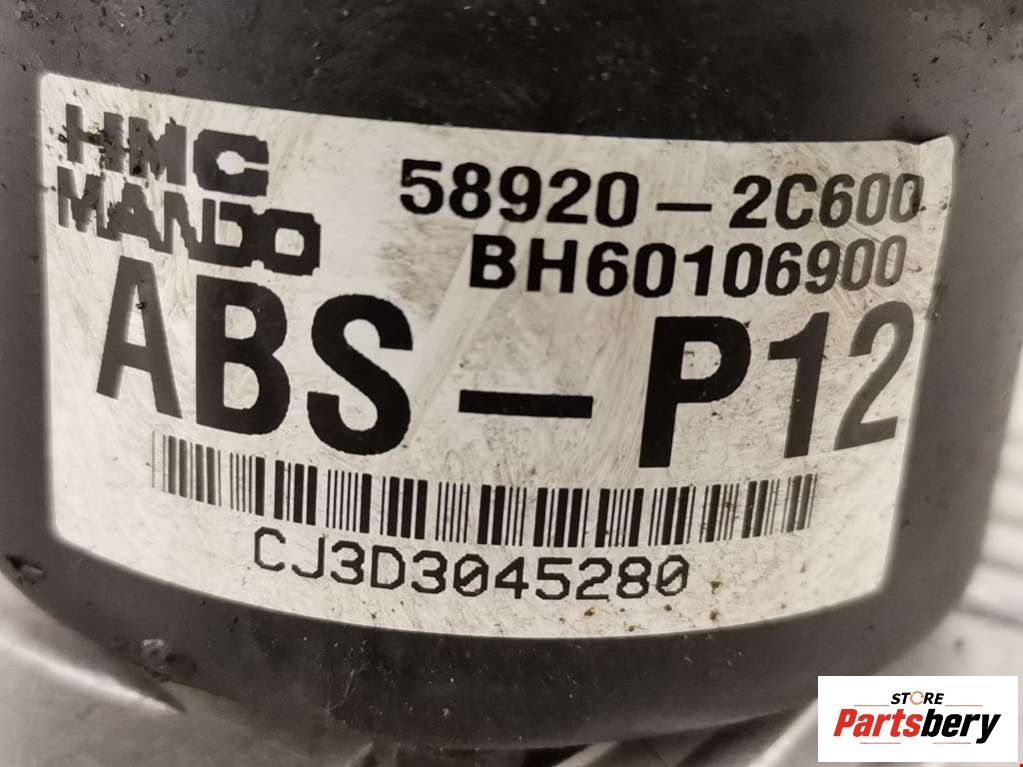 HMC
MANDO
58920-2C600
BH60106900
ABS-P12
CJ3D3045280
STORE
Partsbery